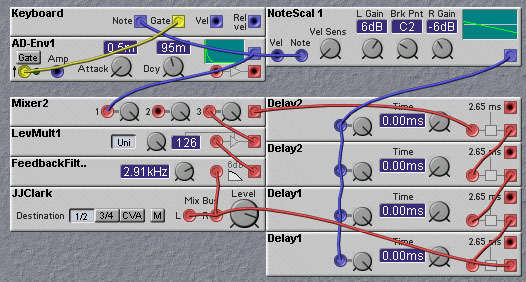 Keyboard Note Gate Vel Rel vel
AD-Env1 Amp 0.5m 95m
Gate Attack Dcy
NoteScal 1 L Gain Brk Pnt R Gain
Vel Sens 6dB C2 -6dB
Vel Note
Mixer2 1 2 3
LevMult1 Uni 126
FeedbackFilt.. 2.91kHz 6dB
JJClark Mix Bus Level
Destination 1/2 3/4 CVA M L R
Delay2 Time 2.65 ms
0.00ms
Delay2 Time 2.65 ms
0.00ms
Delay1 Time 2.65 ms
0.00ms
Delay1 Time 2.65 ms
0.00ms